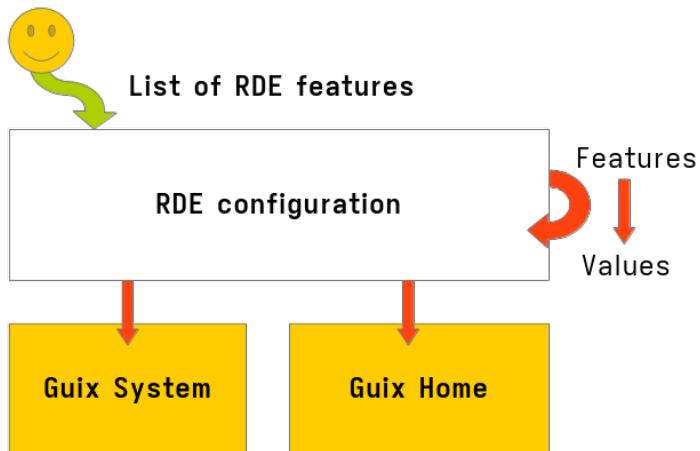 List of RDE features
Features
RDE configuration
Values
Guix System
Guix Home